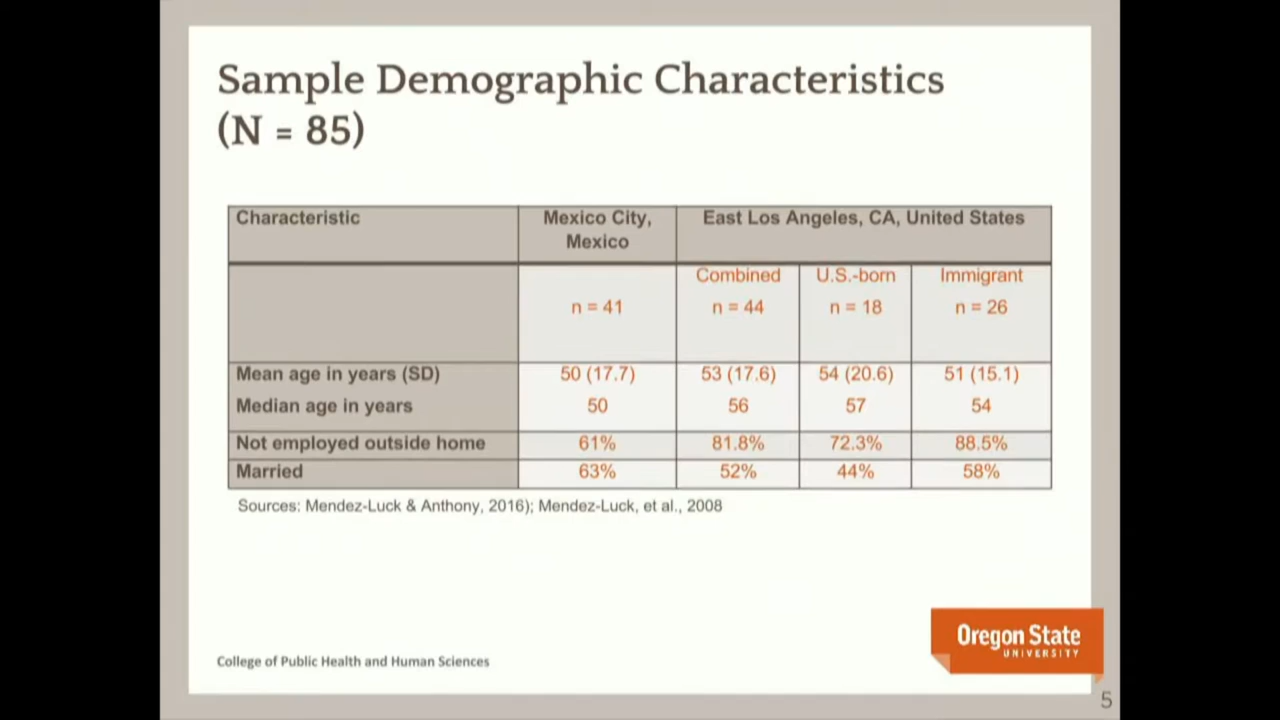 Sample Demographic Characteristics
(N = 85)
Characteristic
Mexico City,
Mexico
East Los Angeles, CA, United States
n = 41
Combined
n = 44
U.S.-born
n = 18
Immigrant
n = 26
Mean age in years (SD) 50 (17.7) 53 (17.6) 54 (20.6) 51 (15.1)
Median age in years 50 56 57 54
Not employed outside home 61% 81.8% 72.3% 88.5%
Married 63% 52% 44% 58%
Sources: Mendez-Luck & Anthony, 2016); Mendez-Luck, et al., 2008
College of Public Health and Human Sciences
Oregon State
UNIVERSITY
5